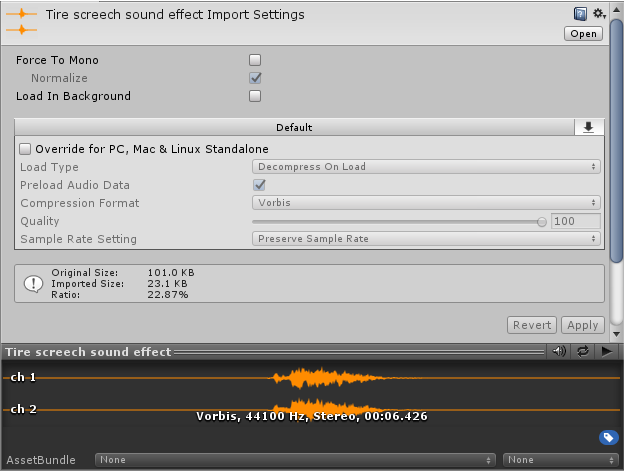 Tire screech sound effect Import Settings
Open
Force To Mono
Normalize
Load In Background
Default
Override for PC, Mac & Linux Standalone
Load Type Decompress On Load
Preload Audio Data
Compression Format Vorbis
Quality 100
Sample Rate Setting Preserve Sample Rate
Original Size: 101.0 KB
Imported Size: 23.1 KB
Ratio: 22.87%
Revert Apply
Tire screech sound effect
ch 1
ch 2
Vorbis, 44100 Hz, Stereo, 00:06.426
AssetBundle None None